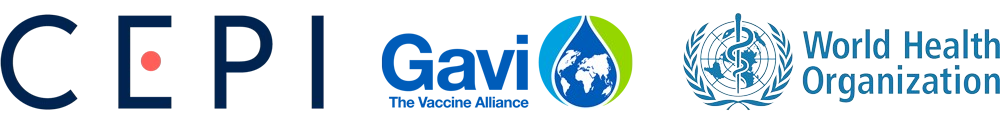 CEPI
Gavi
The Vaccine Alliance
World Health
Organization